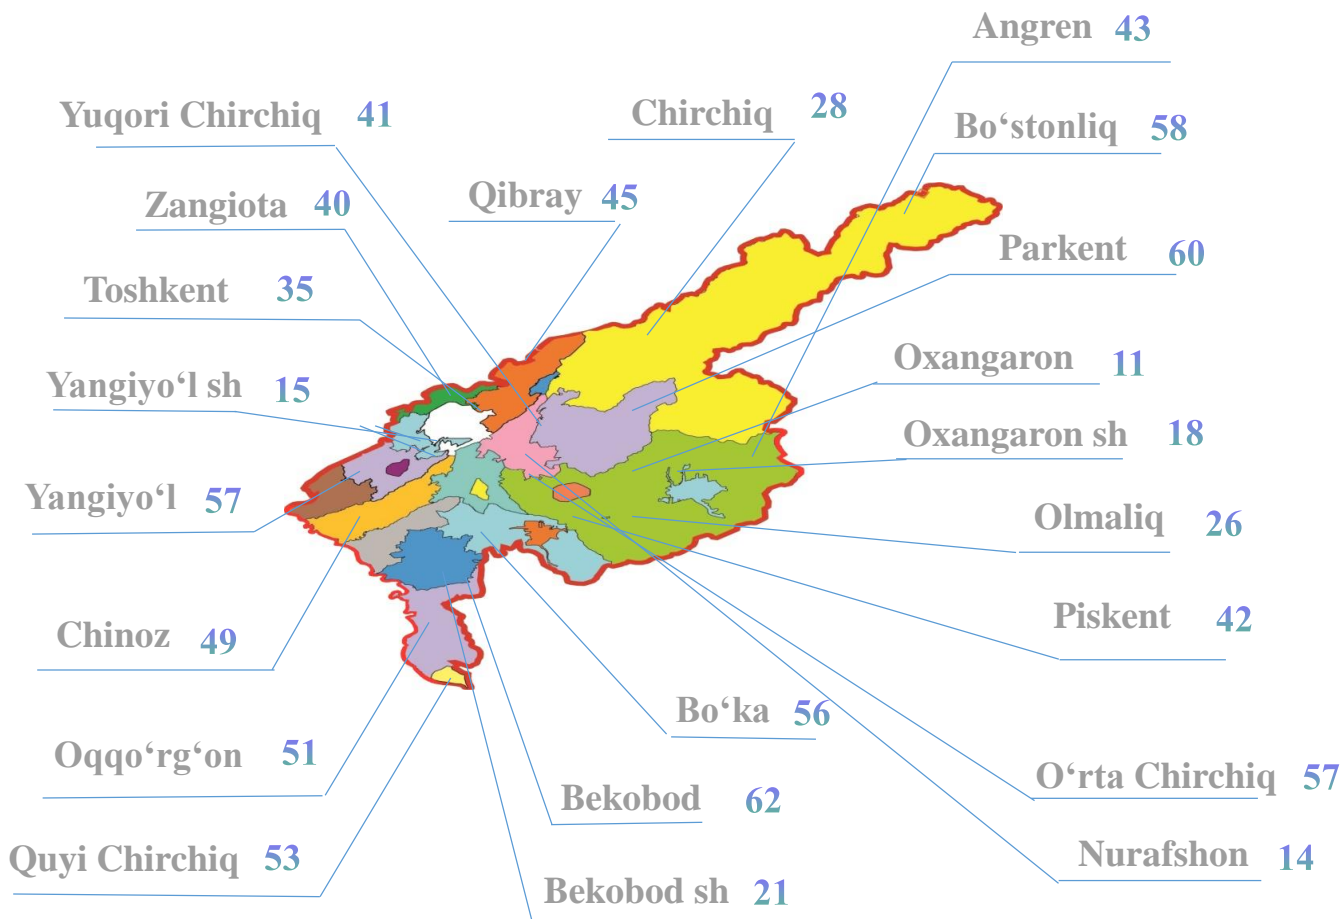 Angren 43
Yuqori Chirchiq 41
Chirchiq 28
Bo‘stonliq 58
Zangiota 40
Qibray 45
Parkent 60
Toshkent 35
Oxangaron 11
Yangiyo‘l sh 15
Oxangaron sh 18
Yangiyo‘l 57
Olmaliq 26
Chinoz 49
Piskent 42
Bo‘ka 56
Oqqo‘rg‘on 51
Bekobod 62
O‘rta Chirchiq 57
Quyi Chirchiq 53
Nurafshon 14
Bekobod sh 21